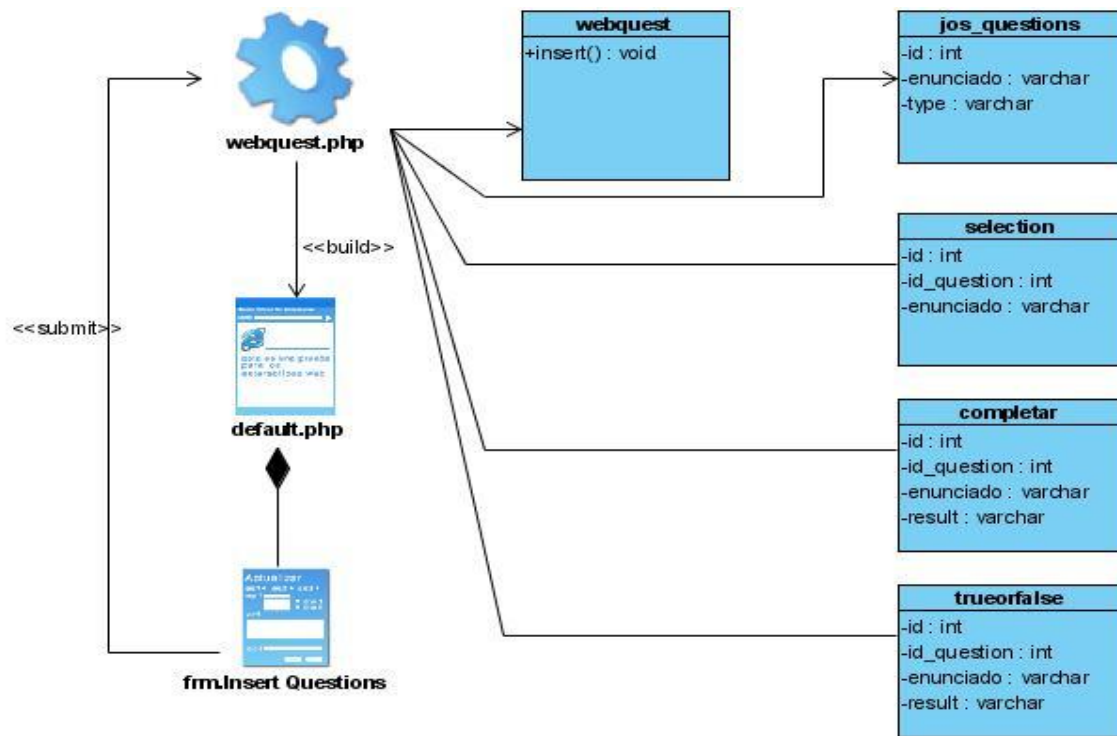 webquest.php
<<build>>
<<submit>>
default.php
Actualizar
frm.Insert Questions
webquest
+insert() : void
jos_questions
-id : int
-enunciado : varchar
-type : varchar
selection
-id : int
-id_question : int
-enunciado : varchar
completar
-id : int
-id_question : int
-enunciado : varchar
-result : varchar
trueorfalse
-id : int
-id_question : int
-enunciado : varchar
-result : varchar